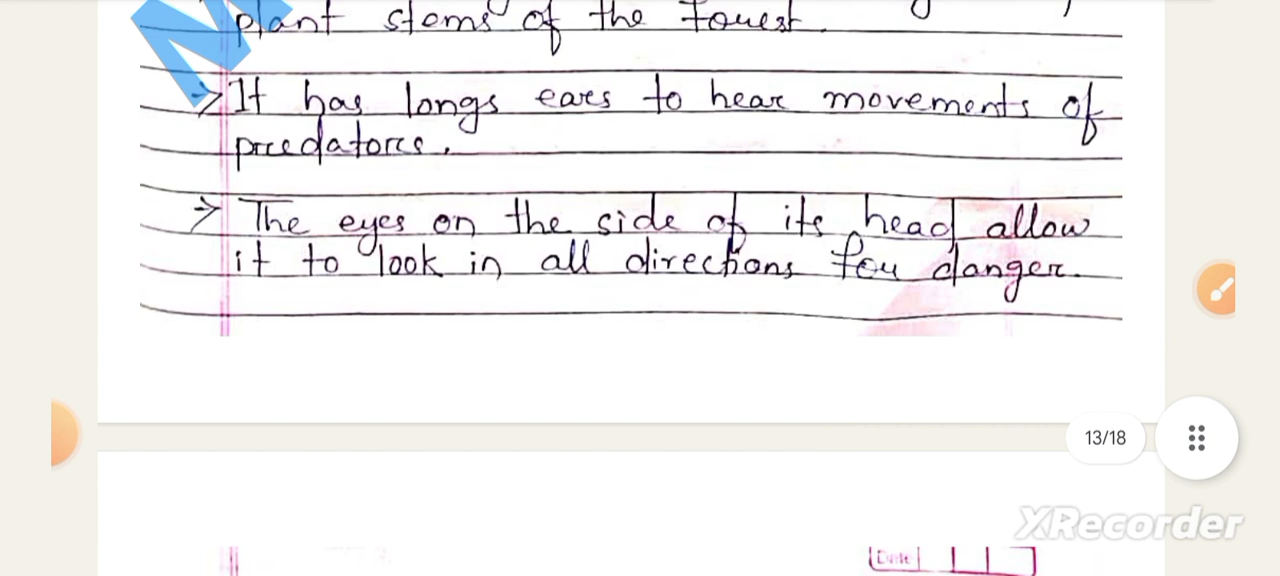 plant stems of the forest.
→ It has longs ears to hear movements of
predators.
→ The eyes on the side of its head allow
it to look in all directions for danger.
13/18
XRecorder
Date